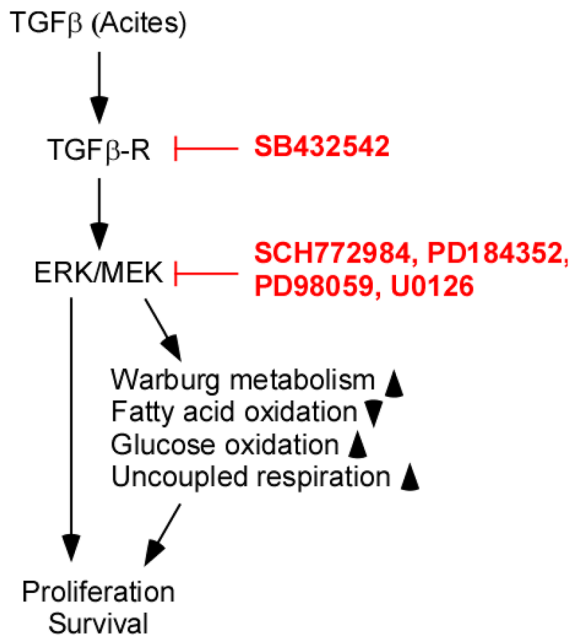 TGFβ (Acites)
TGFβ-R
SB432542
ERK/MEK
SCH772984, PD184352,
PD98059, U0126
Warburg metabolism
Fatty acid oxidation
Glucose oxidation
Uncoupled respiration
Proliferation
Survival